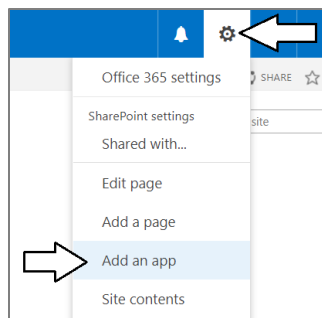 Office 365 settings
SHARE
SharePoint settings
site
Shared with...
Edit page
Add a page
Add an app
Site contents